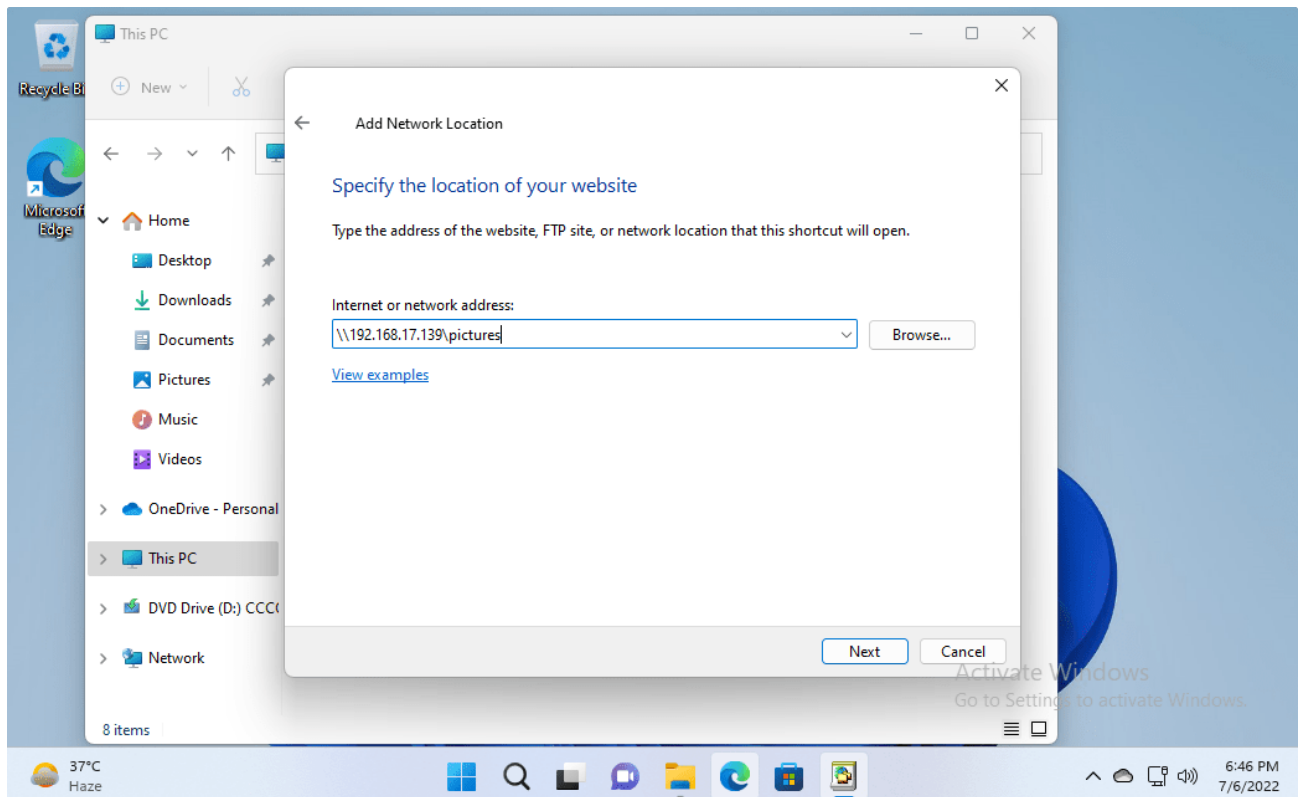 This PC
Recycle Bi
New
Add Network Location
Specify the location of your website
Type the address of the website, FTP site, or network location that this shortcut will open.
Microsof
Edge
Home
Desktop
Downloads
Documents
Pictures
Music
Videos
OneDrive - Personal
This PC
DVD Drive (D:) CCC
Network
Internet or network address:
\\192.168.17.139\pictures
Browse...
View examples
Next
Cancel
Activate Windows
Go to Settings to activate Windows.
8 items
37°C
Haze
6:46 PM
7/6/2022